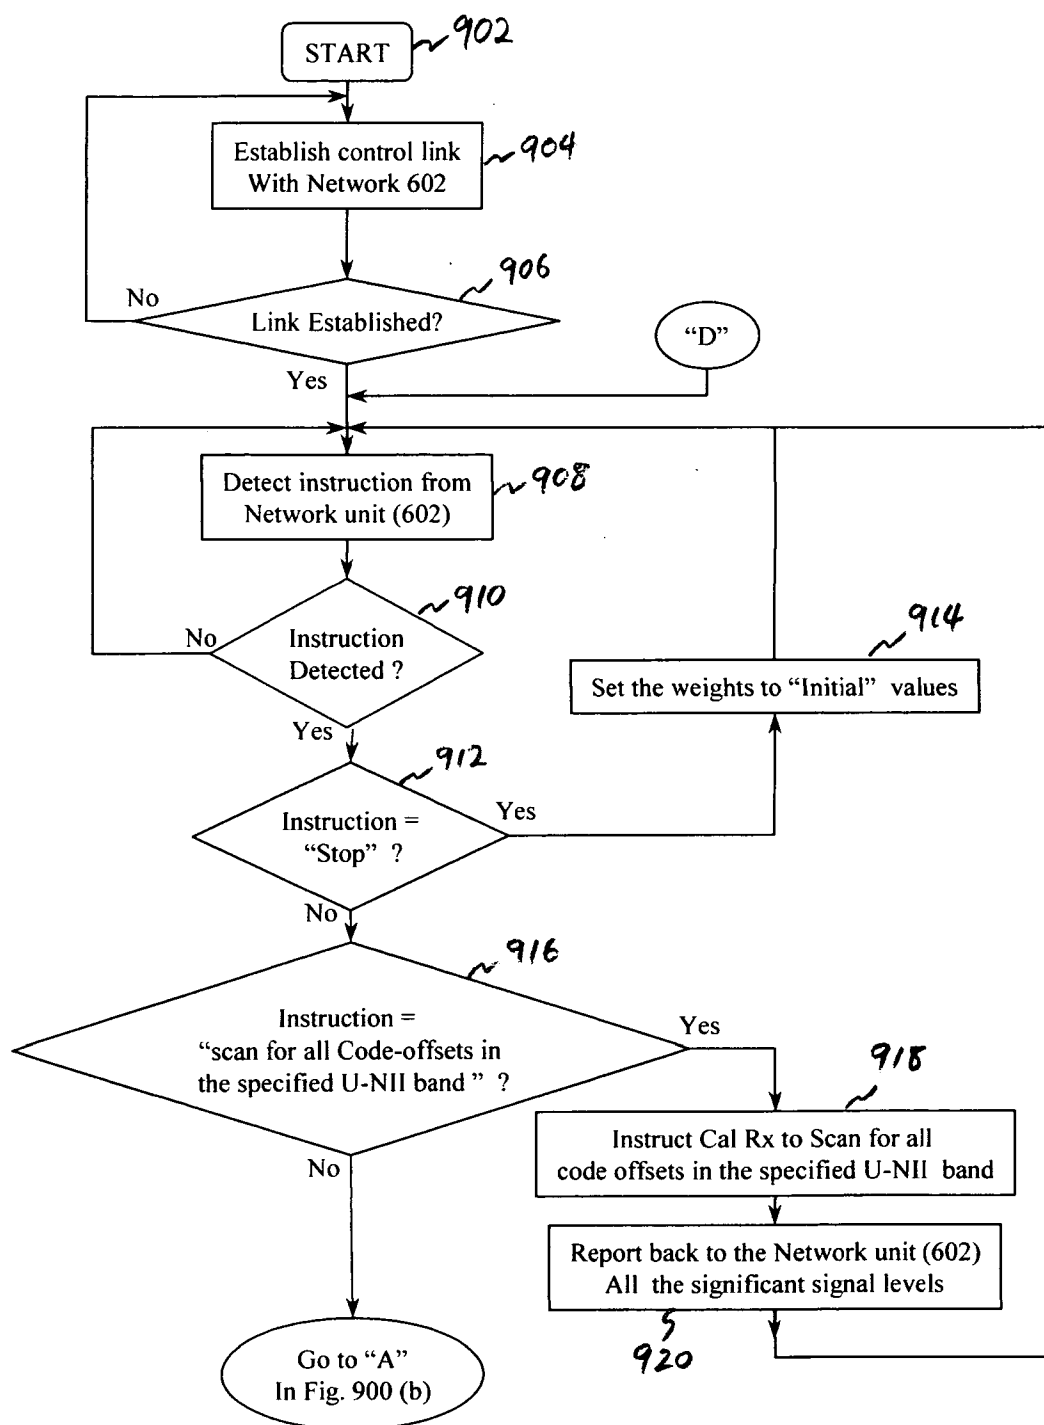 START
902
Establish control link
With Network 602
904
906
No
Link Established?
"D"
Yes
Detect instruction from
Network unit (602)
908
910
No
Instruction
Detected ?
914
Set the weights to "Initial" values
Yes
912
Instruction =
"Stop" ?
Yes
No
916
Instruction =
"scan for all Code-offsets in
the specified U-NII band " ?
Yes
918
Instruct Cal Rx to Scan for all
code offsets in the specified U-NII band
No
Report back to the Network unit (602)
All the significant signal levels
920
Go to "A"
In Fig. 900 (b)